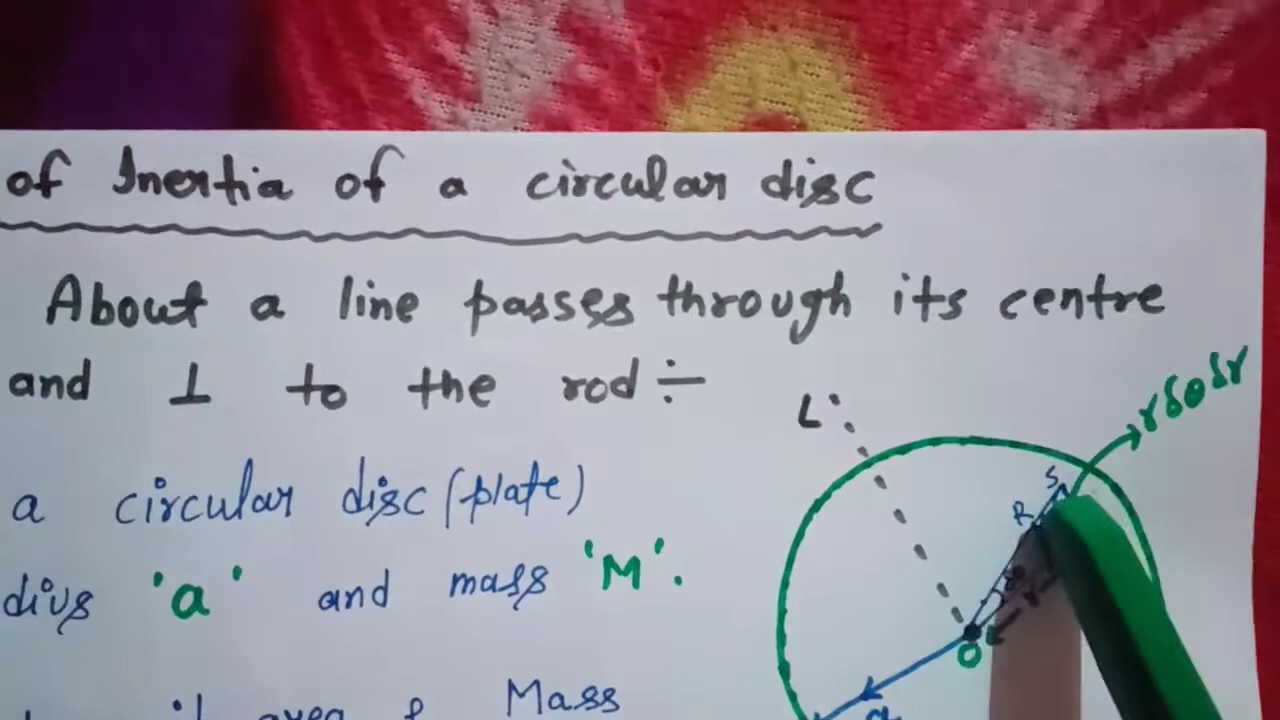 of Inertia of a circular disc
About a line passes through its centre
and ⊥ to the rod ÷
L
rδθδr
a circular disc (plate)
S
R
dius 'a' and mass 'M'.
O
area & Mass
a